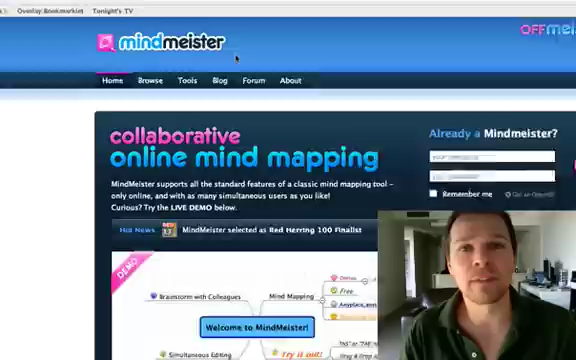 Overlay Bookmarklet Tonight's TV
OFFmei
mindmeister
Home Browse Tools Blog Forum About
collaborative
online mind mapping
Already a Mindmeister?
MindMeister supports all the standard features of a classic mind mapping tool -
only online, and with as many simultaneous users as you like!
Curious? Try the LIVE DEMO below.
Remember me
Hot News MindMeister selected as Red Herring 100 Finalist
DEMO
Brainstorm with Colleagues
Mind Mapping
Free
Welcome to MindMeister!
Simultaneous Editing
Try it out!